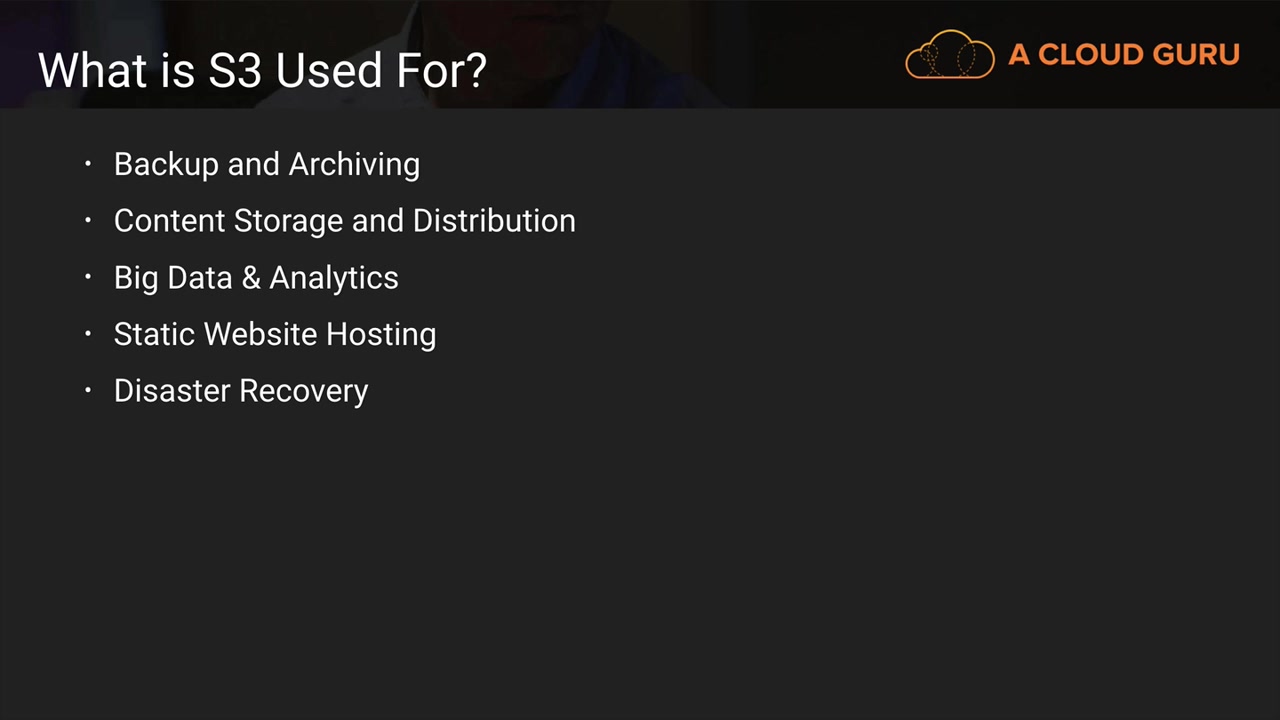 What is S3 Used For?
A CLOUD GURU
• Backup and Archiving
• Content Storage and Distribution
• Big Data & Analytics
• Static Website Hosting
• Disaster Recovery